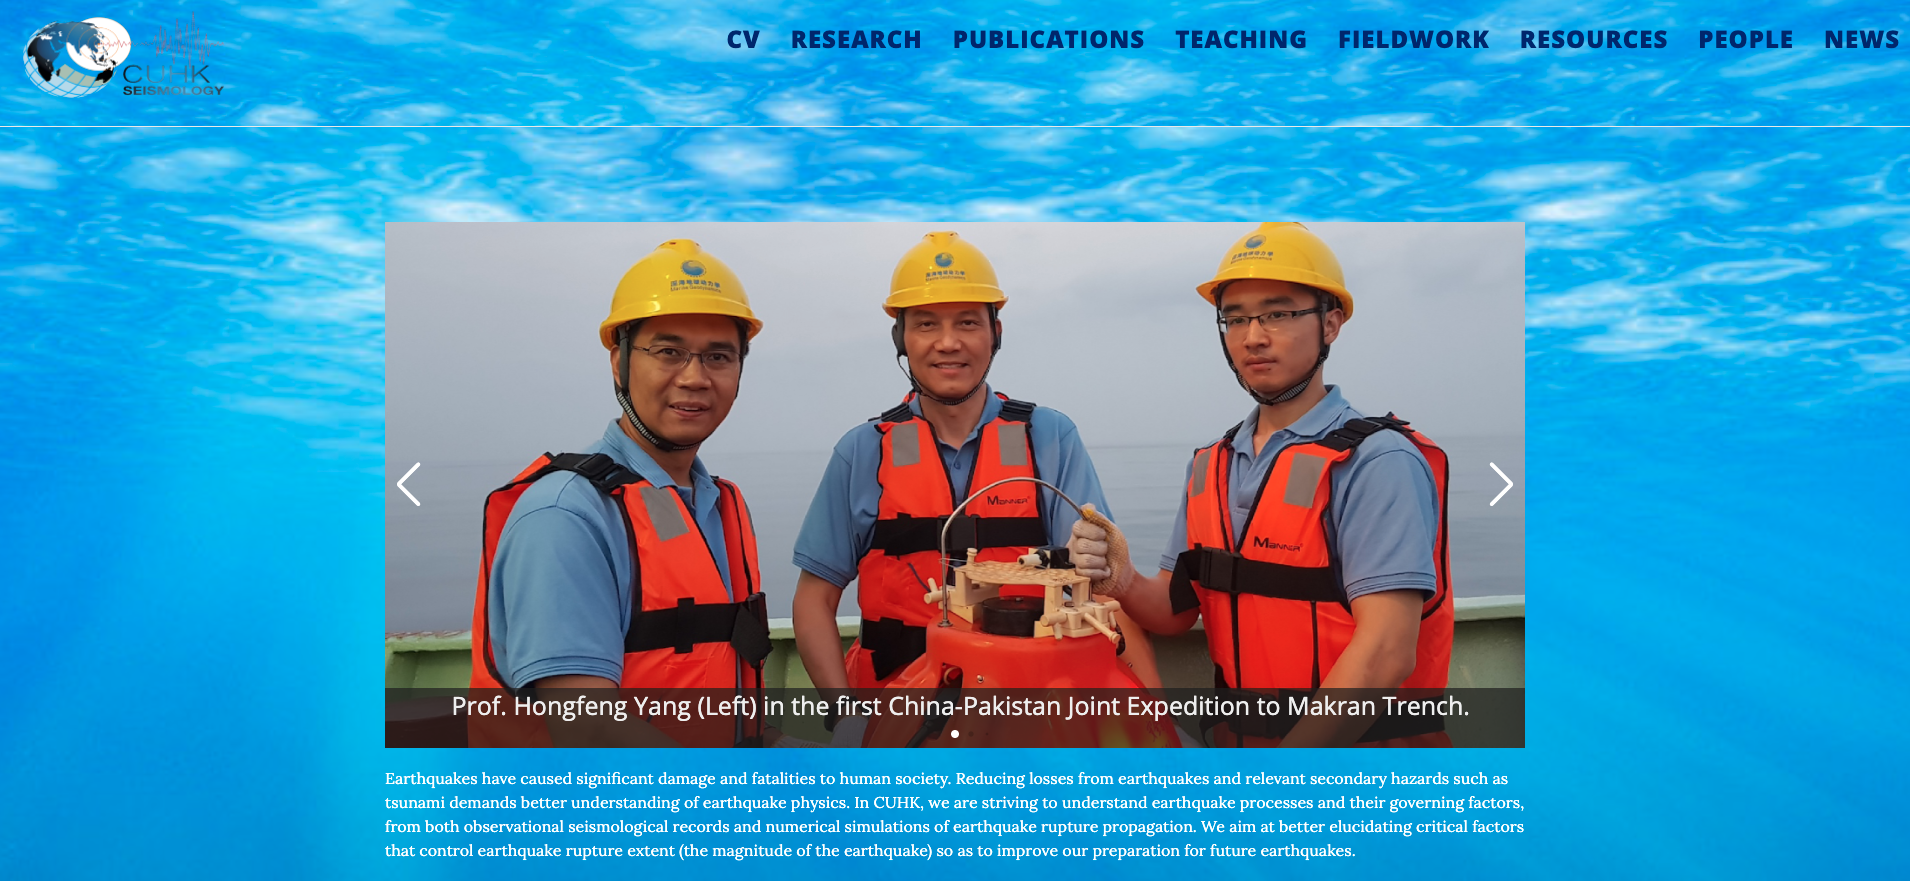 CUHK
SEISMOLOGY
CV RESEARCH PUBLICATIONS TEACHING FIELDWORK RESOURCES PEOPLE NEWS
MANNER
MANNER
Prof. Hongfeng Yang (Left) in the first China-Pakistan Joint Expedition to Makran Trench.
Earthquakes have caused significant damage and fatalities to human society. Reducing losses from earthquakes and relevant secondary hazards such as
tsunami demands better understanding of earthquake physics. In CUHK, we are striving to understand earthquake processes and their governing factors,
from both observational seismological records and numerical simulations of earthquake rupture propagation. We aim at better elucidating critical factors
that control earthquake rupture extent (the magnitude of the earthquake) so as to improve our preparation for future earthquakes.